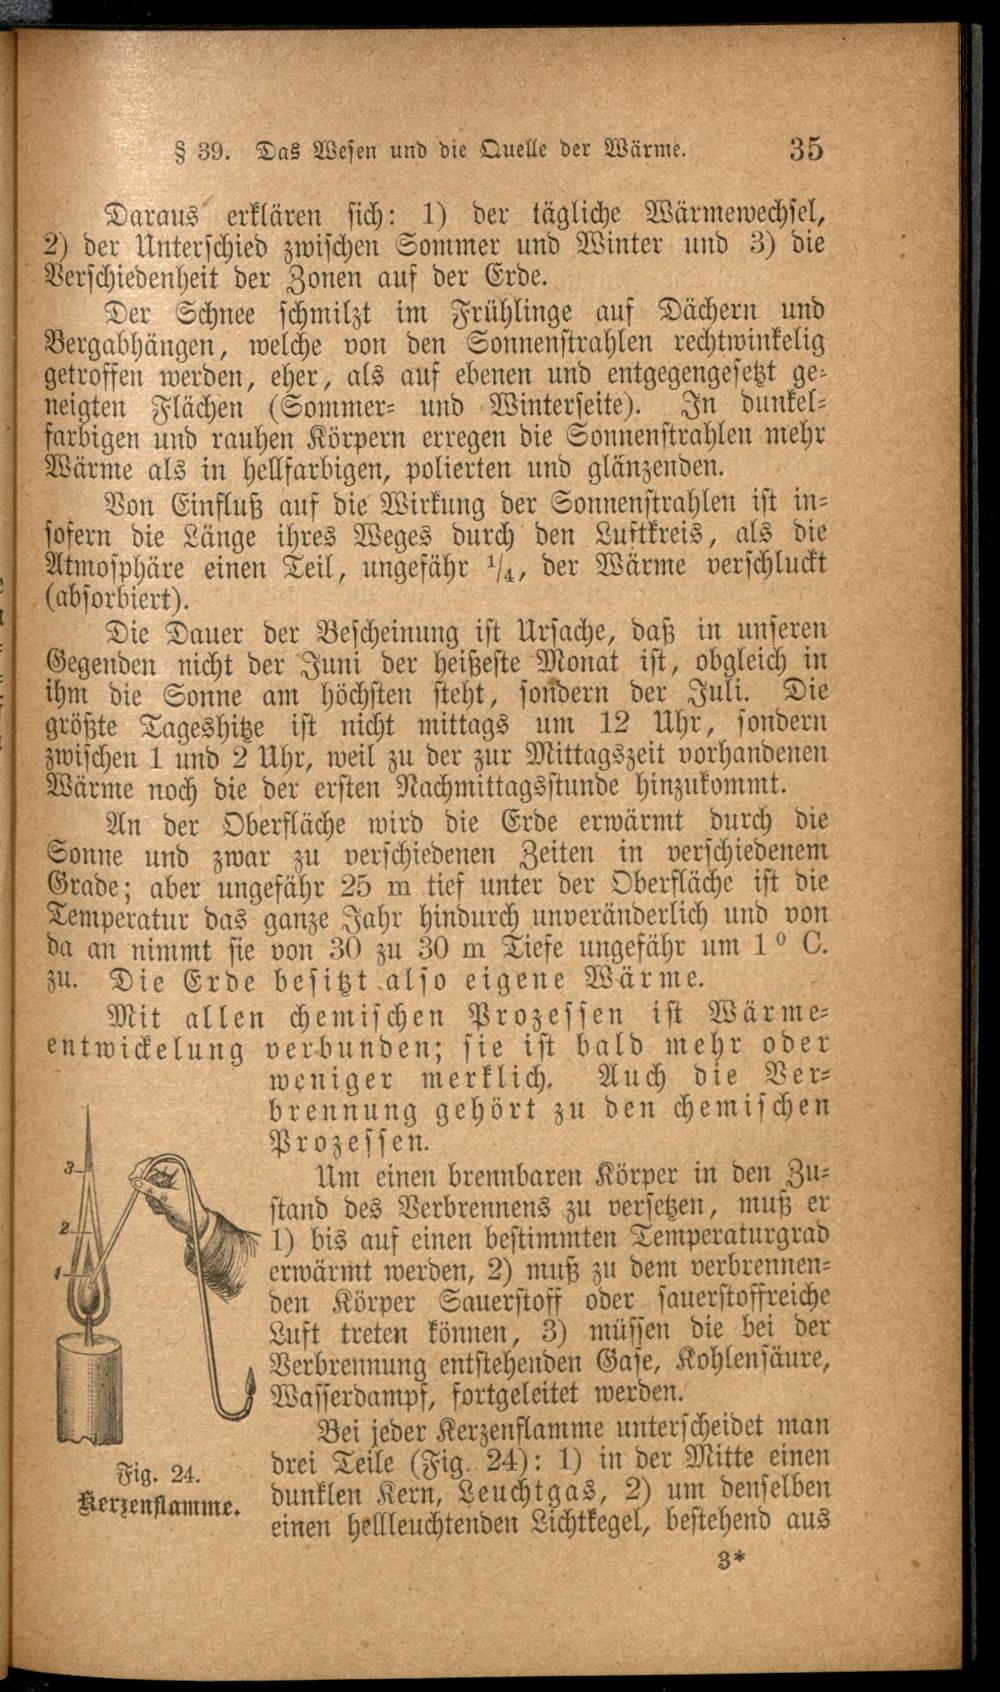 § 39. Das Wesen und die Quelle der Wärme. 35
Daraus erklären sich: 1) der tägliche Wärmewechsel,
2) der Unterschied zwischen Sommer und Winter und 3) die
Verschiedenheit der Zonen auf der Erde.
Der Schnee schmilzt im Frühlinge auf Dächern und
Bergabhängen, welche von den Sonnenstrahlen rechtwinkelig
getroffen werden, eher, als auf ebenen und entgegengesetzt ge-
neigten Flächen (Sommer- und Winterseite). In dunkel-
farbigen und rauhen Körpern erregen die Sonnenstrahlen mehr
Wärme als in hellfarbigen, polierten und glänzenden.
Von Einfluß auf die Wirkung der Sonnenstrahlen ist in-
sofern die Länge ihres Weges durch den Luftkreis, als die
Atmosphäre einen Teil, ungefähr 1/4, der Wärme verschluckt
(absorbiert).
Die Dauer der Bescheinung ist Ursache, daß in unseren
Gegenden nicht der Juni der heißeste Monat ist, obgleich in
ihm die Sonne am höchsten steht, sondern der Juli. Die
größte Tageshitze ist nicht mittags um 12 Uhr, sondern
zwischen 1 und 2 Uhr, weil zu der zur Mittagszeit vorhandenen
Wärme noch die der ersten Nachmittagsstunde hinzukommt.
An der Oberfläche wird die Erde erwärmt durch die
Sonne und zwar zu verschiedenen Zeiten in verschiedenem
Grade; aber ungefähr 25 m tief unter der Oberfläche ist die
Temperatur das ganze Jahr hindurch unveränderlich und von
da an nimmt sie von 30 zu 30 m Tiefe ungefähr um 1° C.
zu. Die Erde besitzt also eigene Wärme.
Mit allen chemischen Prozessen ist Wärme-
entwickelung verbunden; sie ist bald mehr oder
weniger merklich. Auch die Ver-
brennung gehört zu den chemischen
Prozessen.
Um einen brennbaren Körper in den Zu-
stand des Verbrennens zu versetzen, muß er
1) bis auf einen bestimmten Temperaturgrad
erwärmt werden, 2) muß zu dem verbrennen-
den Körper Sauerstoff oder sauerstoffreiche
Luft treten können, 3) müssen die bei der
Verbrennung entstehenden Gase, Kohlensäure,
Wasserdampf, fortgeleitet werden.
Bei jeder Kerzenflamme unterscheidet man
drei Teile (Fig. 24): 1) in der Mitte einen
dunklen Kern, Leuchtgas, 2) um denselben
einen hellleuchtenden Lichtkegel, bestehend aus
3
2
1
Fig. 24.
Kerzenflamme.
3*